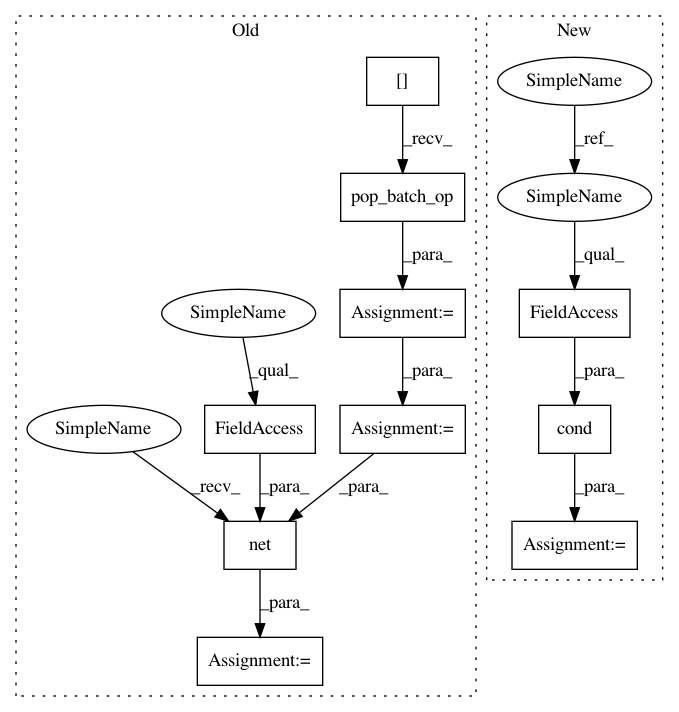 Old
New
[]
SimpleName
_recv_
_ref_
pop_batch_op
SimpleName
_para_
_qual_
SimpleName
Assignment:=
FieldAccess
_qual_
_para_
_para_
SimpleName
FieldAccess
Assignment:=
cond
_recv_
_para_
_para_
_para_
net
Assignment:=
_para_
Assignment:=